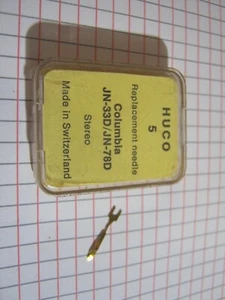 HUCO
5
Replacement needle
Columbia
JN-33D/JN-78D
Stereo
Made in Switzerland